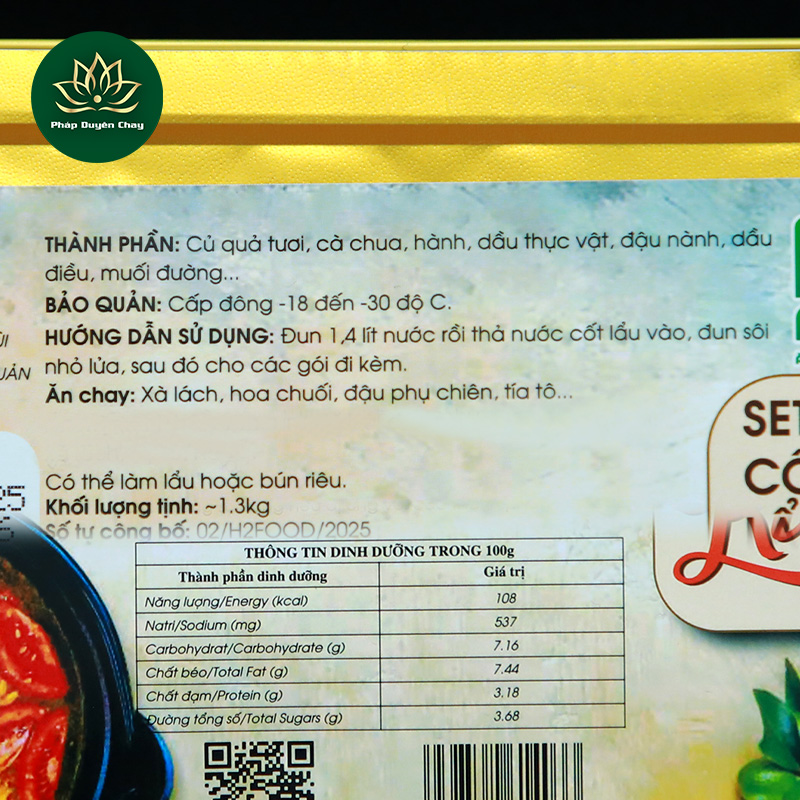 Pháp Duyên Chay
THÀNH PHẦN: Củ quả tươi, cà chua, hành, dầu thực vật, đậu nành, dầu
điều, muối đường...
BẢO QUẢN: Cấp đông -18 đến -30 độ C.
HƯỚNG DẪN SỬ DỤNG: Đun 1,4 lít nước rồi thả nước cốt lẩu vào, đun sôi
nhỏ lửa, sau đó cho các gói đi kèm.
Ăn chay: Xà lách, hoa chuối, đậu phụ chiên, tía tô...
Có thể làm lẩu hoặc bún riêu.
Khối lượng tịnh: ~1.3kg
Số tự công bố: 02/H2FOOD/2025
THÔNG TIN DINH DƯỠNG TRONG 100g
Thành phần dinh dưỡng Giá trị
Năng lượng/Energy (kcal) 108
Natri/Sodium (mg) 537
Carbohydrat/Carbohydrate (g) 7.16
Chất béo/Total Fat (g) 7.44
Chất đạm/Protein (g) 3.18
Đường tổng số/Total Sugars (g) 3.68
SET